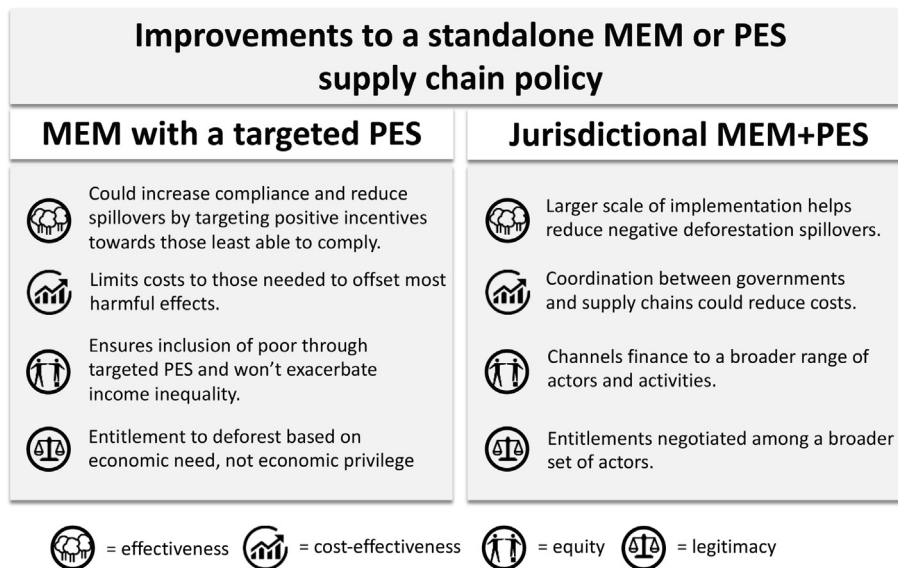 Improvements to a standalone MEM or PES
supply chain policy
MEM with a targeted PES
Could increase compliance and reduce
spillovers by targeting positive incentives
towards those least able to comply.
Limits costs to those needed to offset most
harmful effects.
Ensures inclusion of poor through
targeted PES and won't exacerbate
income inequality.
Entitlement to deforest based on
economic need, not economic privilege
Jurisdictional MEM+PES
Larger scale of implementation helps
reduce negative deforestation spillovers.
Coordination between governments
and supply chains could reduce costs.
Channels finance to a broader range of
actors and activities.
Entitlements negotiated among a broader
set of actors.
= effectiveness = cost-effectiveness = equity = legitimacy